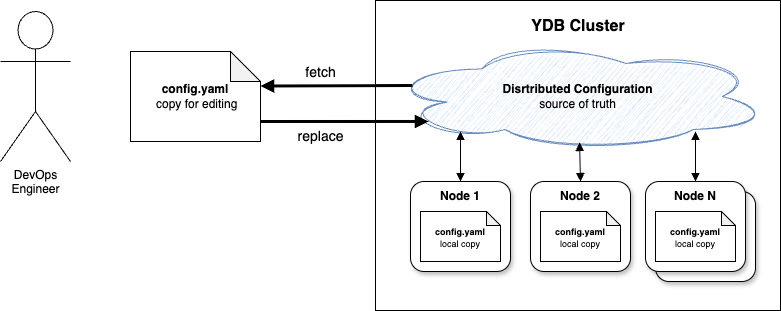 YDB Cluster
fetch
config.yaml
copy for editing
Disrtributed Configuration
source of truth
replace
DevOps
Engineer
Node 1
config.yaml
local copy
Node 2
config.yaml
local copy
Node N
config.yaml
local copy